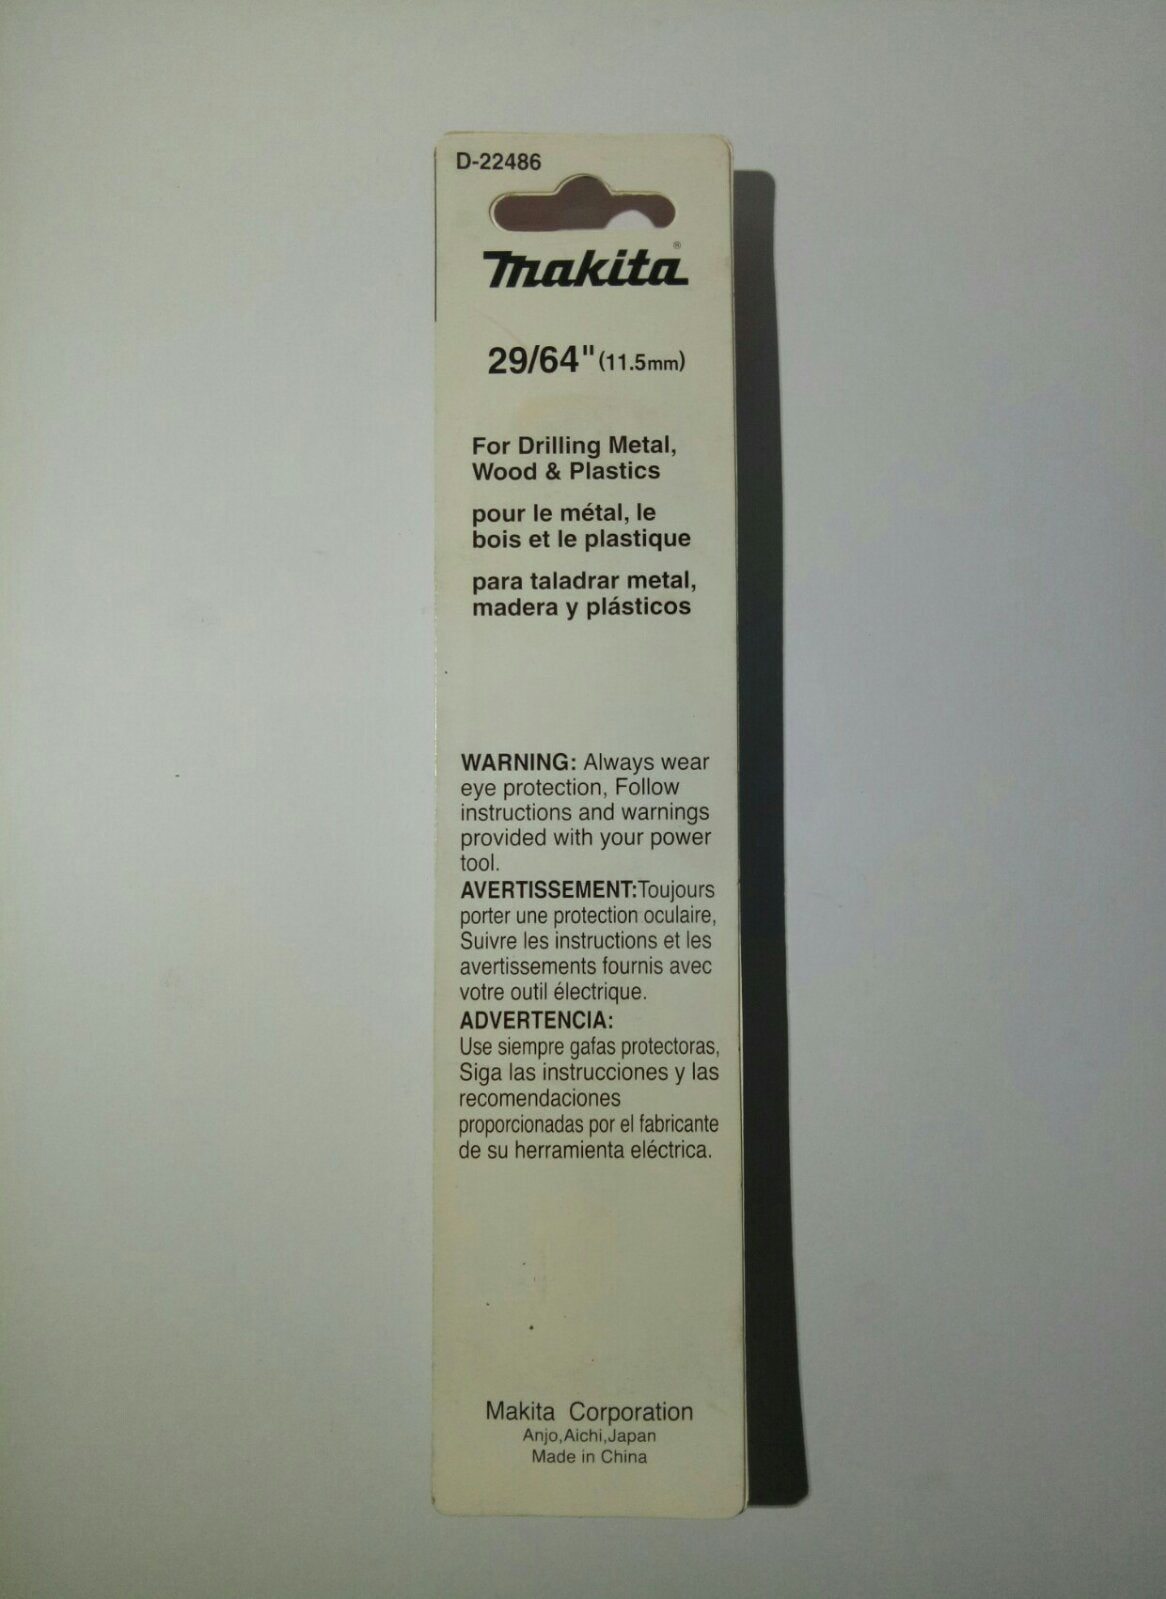 D-22486
makita®
29/64" (11.5mm)
For Drilling Metal,
Wood & Plastics
pour le métal, le
bois et le plastique
para taladrar metal,
madera y plásticos
WARNING: Always wear
eye protection, Follow
instructions and warnings
provided with your power
tool.
AVERTISSEMENT:Toujours
porter une protection oculaire,
Suivre les instructions et les
avertissements fournis avec
votre outil électrique.
ADVERTENCIA:
Use siempre gafas protectoras,
Siga las instrucciones y las
recomendaciones
proporcionadas por el fabricante
de su herramienta eléctrica.
Makita Corporation
Anjo,Aichi,Japan
Made in China